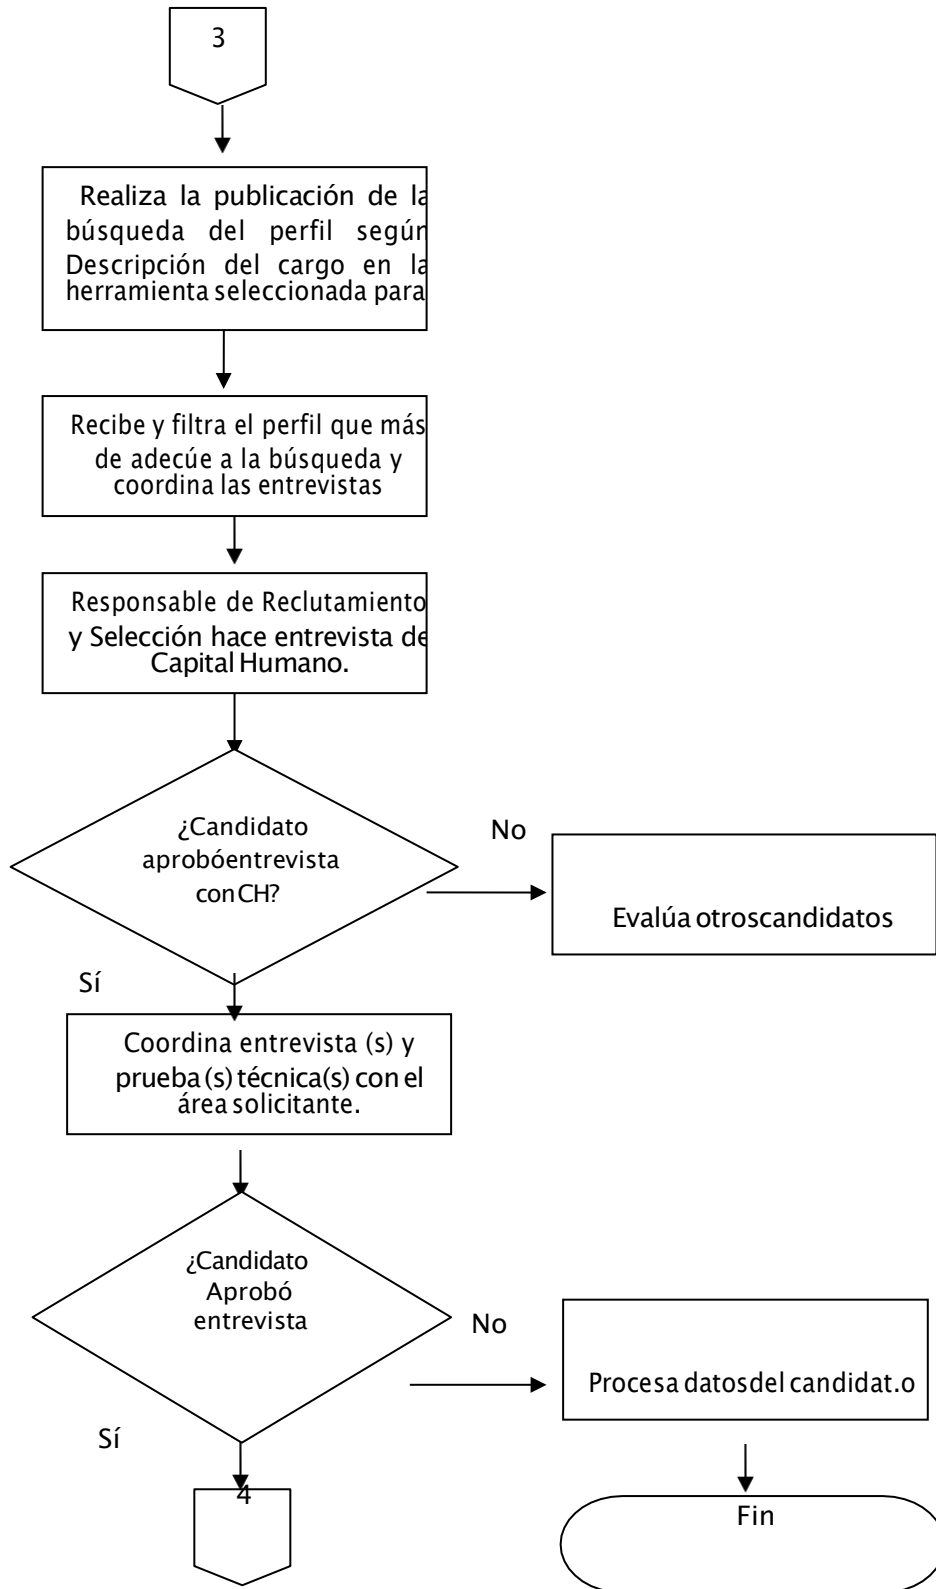 3
Realiza la publicación de la
búsqueda del perfil según
Descripción del cargo en la
herramienta seleccionada para
Recibe y filtra el perfil que más
de adecúe a la búsqueda y
coordina las entrevistas
Responsable de Reclutamiento
y Selección hace entrevista de
Capital Humano.
¿Candidato
aprobóentrevista
con CH?
No
Evalúa otroscandidatos
Sí
Coordina entrevista (s) y
prueba (s) técnica(s) con el
área solicitante.
¿Candidato
Aprobó
entrevista
No
Procesa datosdel candidat.o
Sí
4
Fin